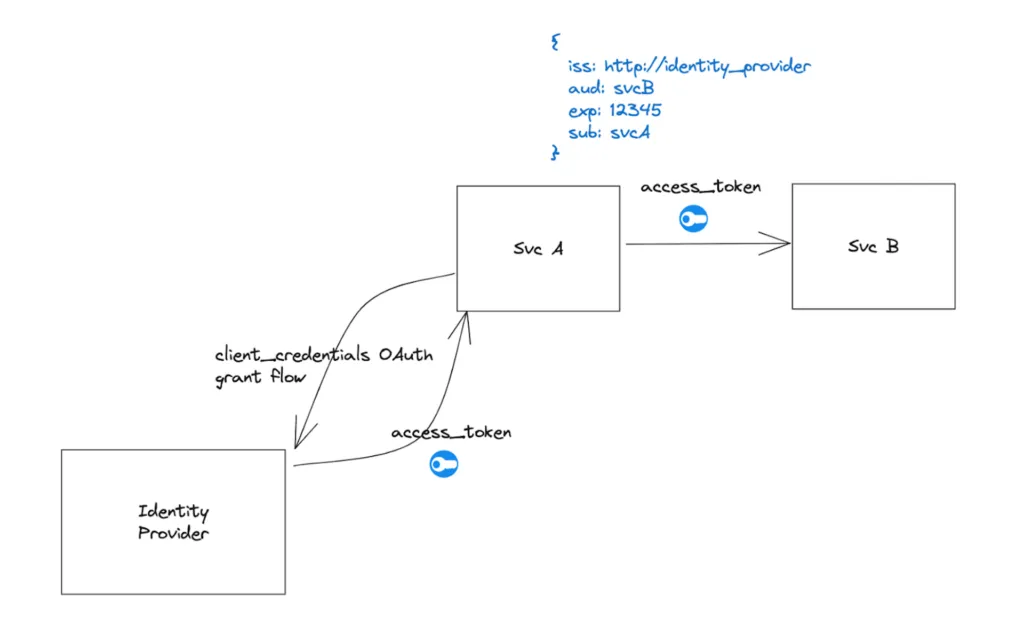 {
iss: http://identity_provider
aud: svcB
exp: 12345
sub: svcA
}
access_token
Svc A
Svc B
client_credentials OAuth
grant flow
access_token
Identity
Provider